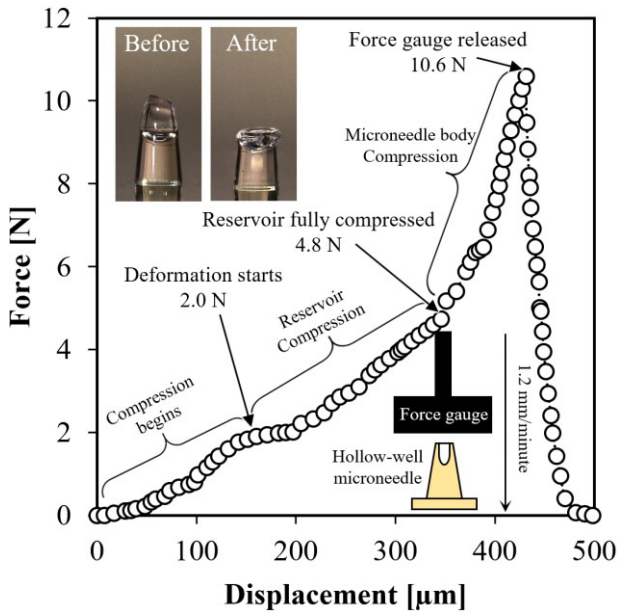 12
10
8
6
4
2
0
Force [N]
Before
After
Force gauge released
10.6 N
Microneedle body
Compression
Reservoir fully compressed
4.8 N
Deformation starts
2.0 N
Reservoir
Compression
Compression
begins
Force gauge
Hollow-well
microneedle
1.2 mm/minute
0
100
200
300
400
500
Displacement [μm]